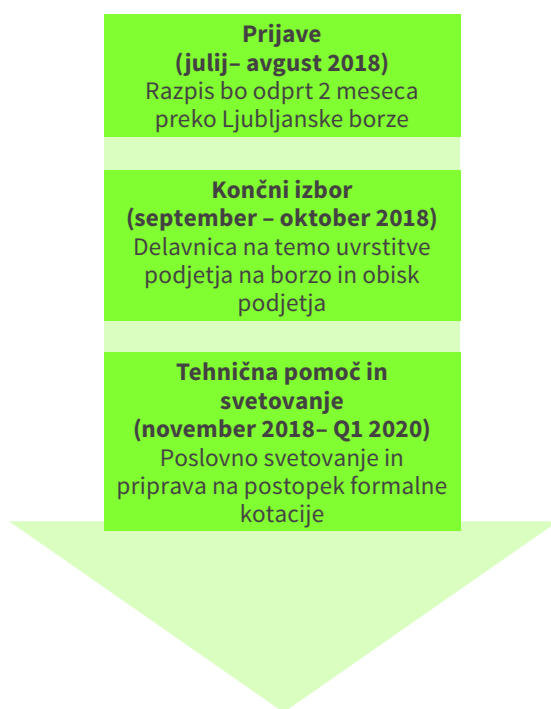 Prijave
(julij– avgust 2018)
Razpis bo odprt 2 meseca
preko Ljubljanske borze
Končni izbor
(september – oktober 2018)
Delavnica na temo uvrstitve
podjetja na borzo in obisk
podjetja
Tehnična pomoč in
svetovanje
(november 2018– Q1 2020)
Poslovno svetovanje in
priprava na postopek formalne
kotacije